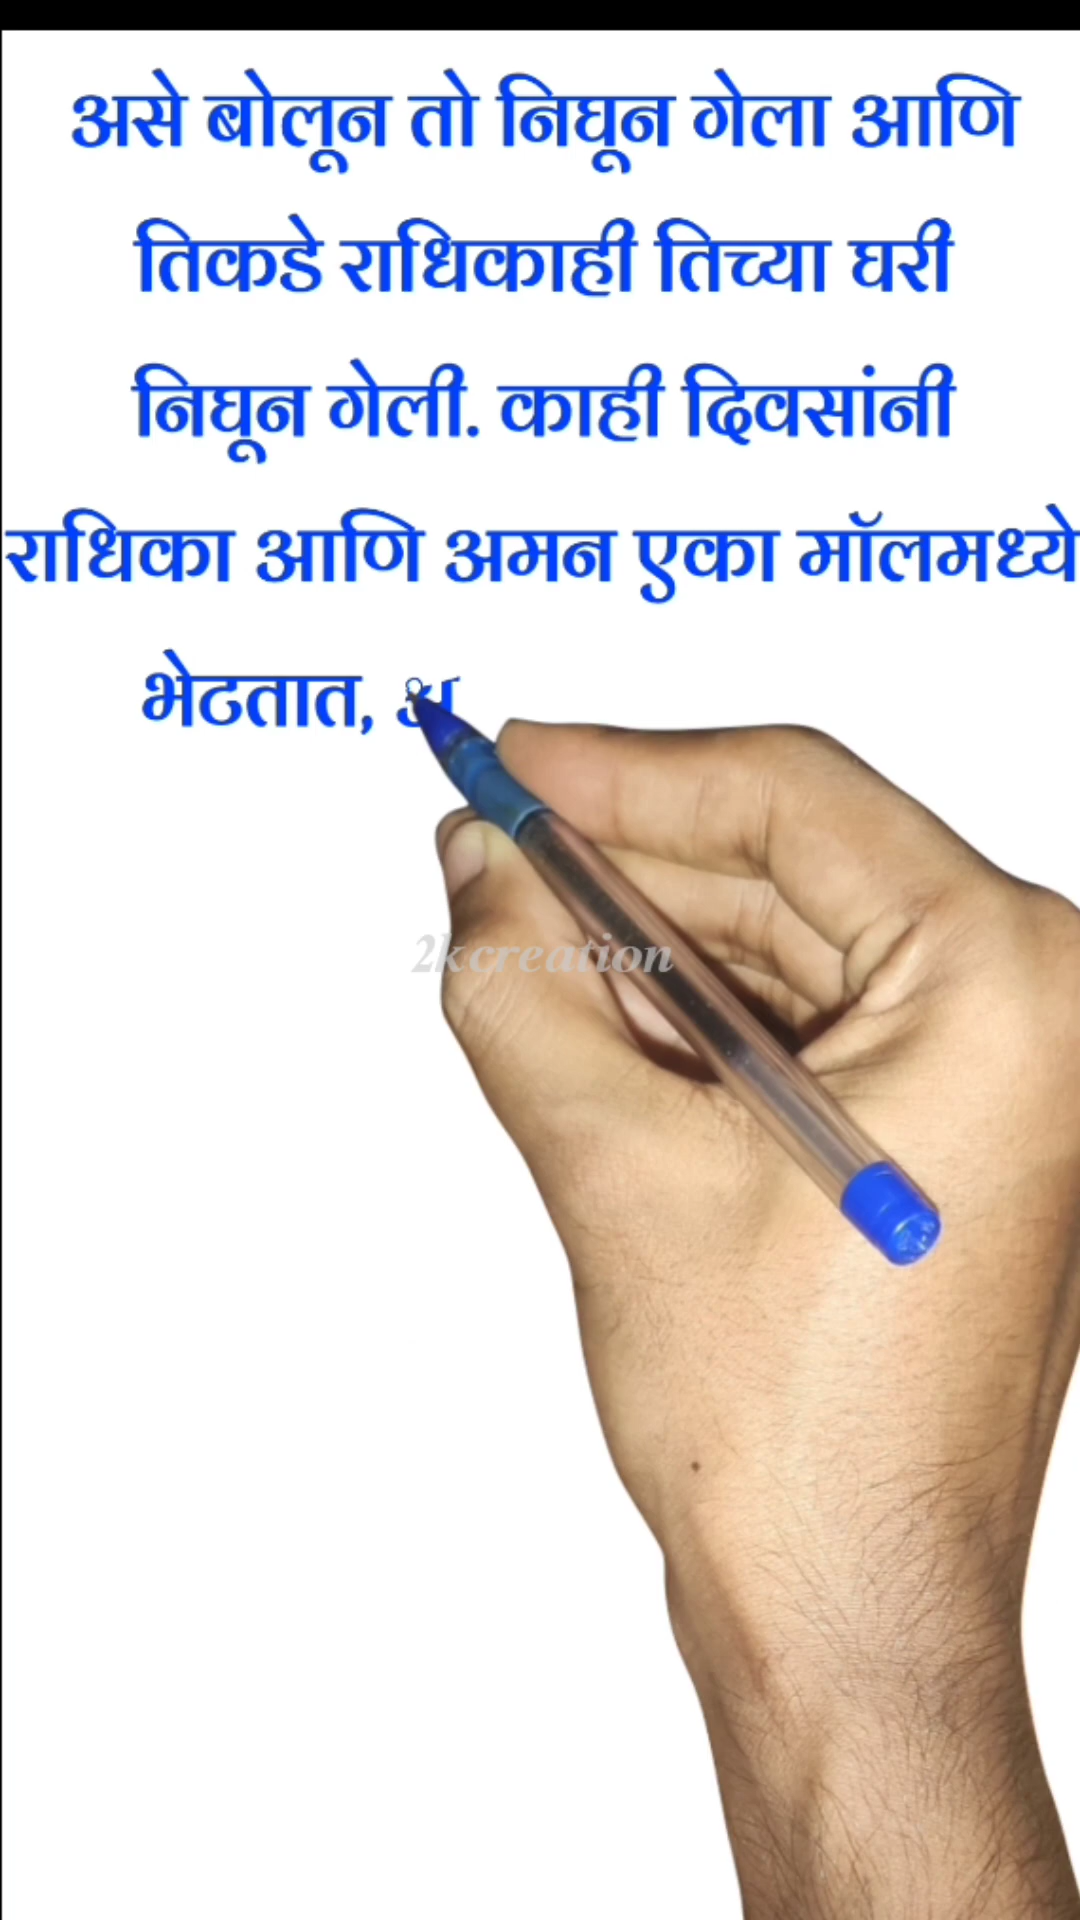 असे बोलून तो निघून गेला आणि
तिकडे राधिकाही तिच्या घरी
निघून गेली. काही दिवसांनी
राधिका आणि अमन एका मॉलमध्ये
भेटतात,
2kcreation